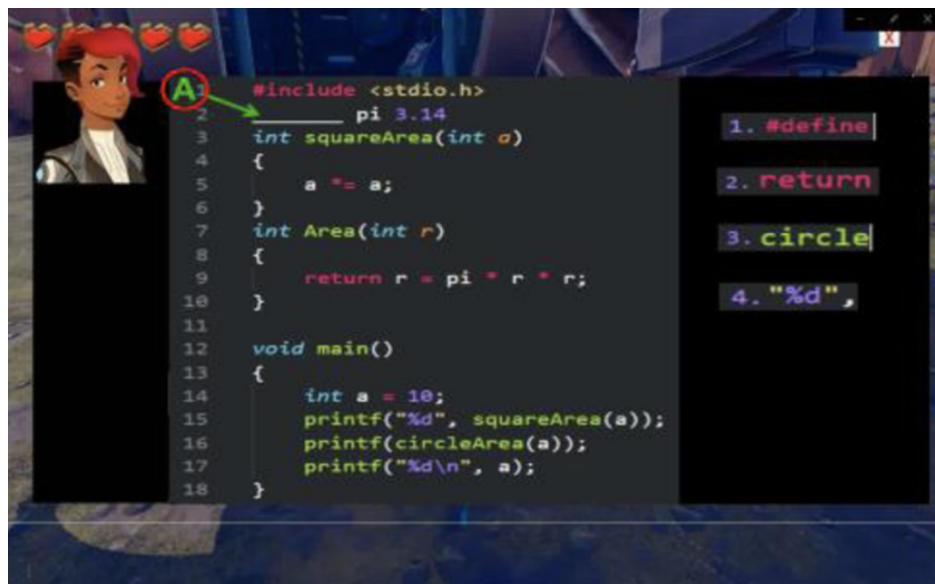 A
1 #include <stdio.h>
2 ______ pi 3.14
3 int squareArea(int a)
4 {
5 a *= a;
6 }
7 int Area(int r)
8 {
9 return r = pi * r * r;
10 }
11
12 void main()
13 {
14 int a = 10;
15 printf("%d", squareArea(a));
16 printf(circleArea(a));
17 printf("%d\n", a);
18 }
X
1. #define
2. return
3. circle
4. "%d",